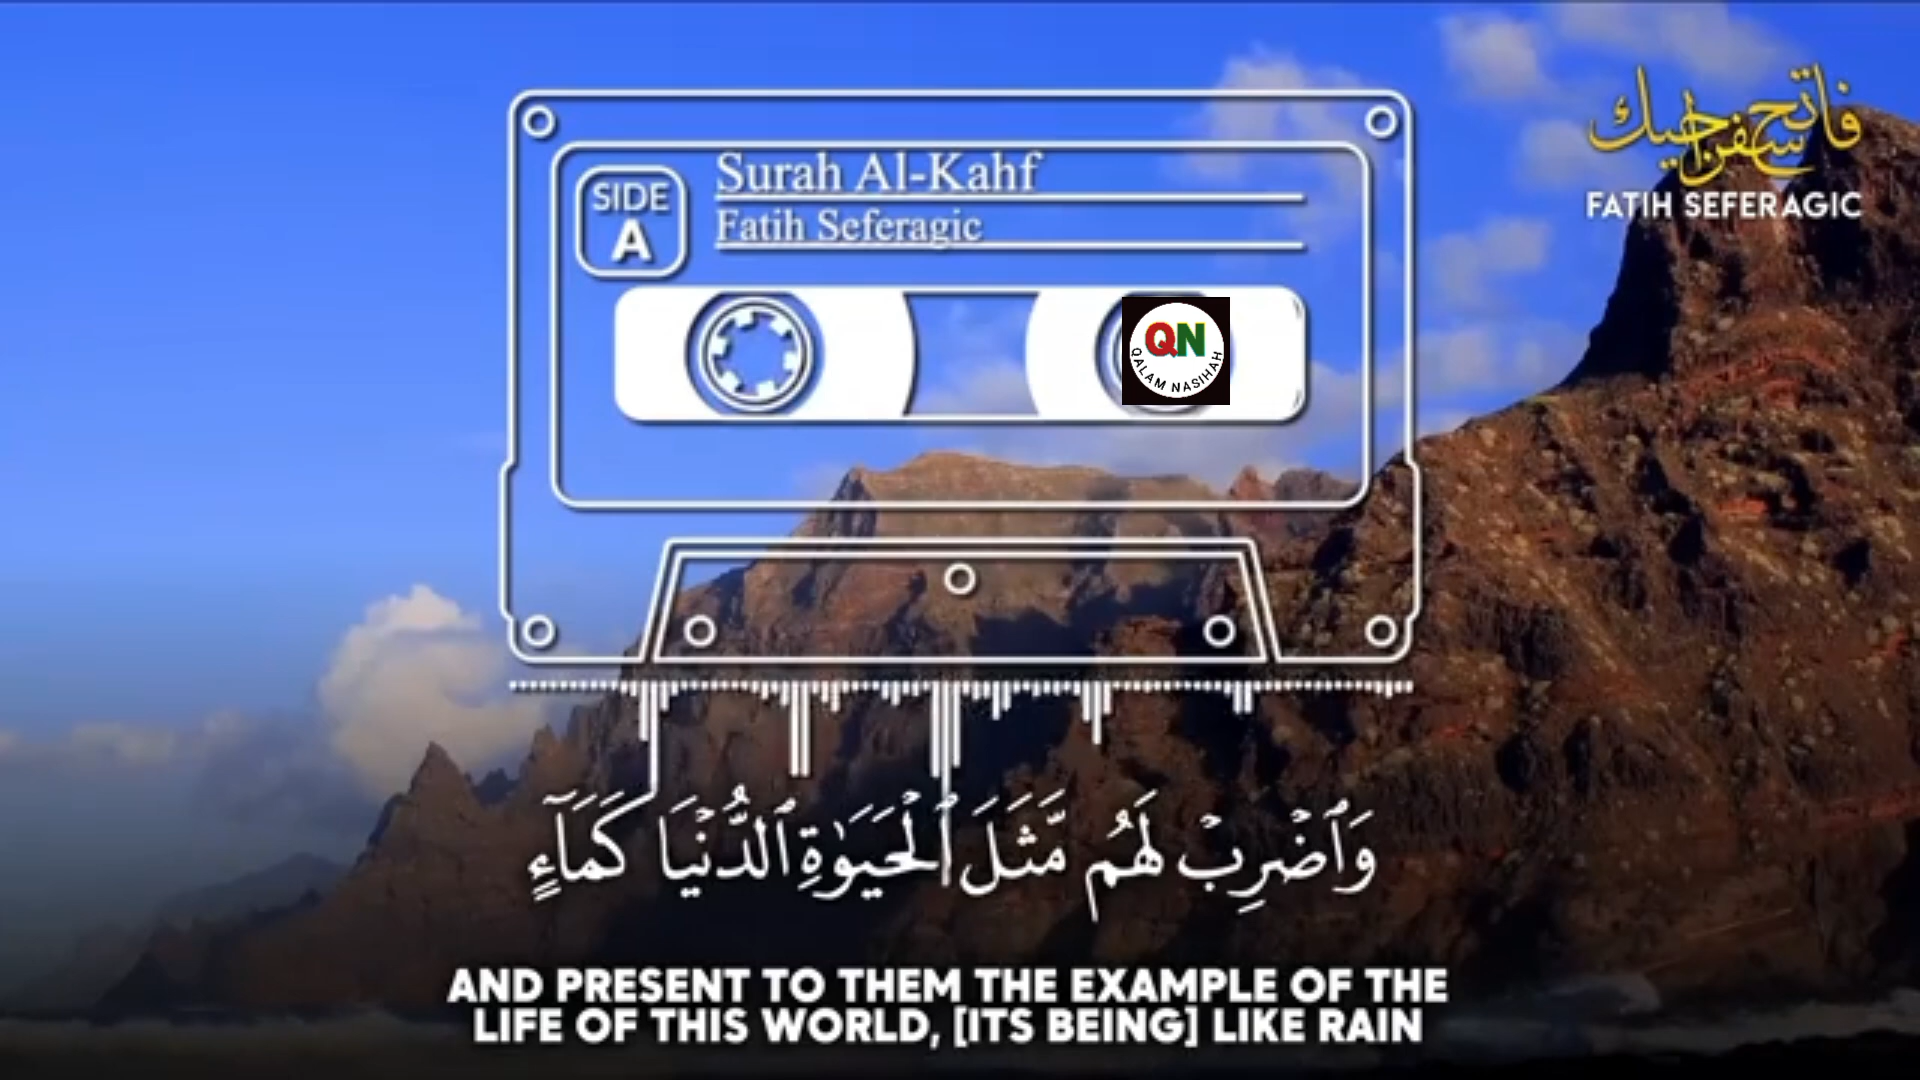 Surah Al-Kahf
Fatih Seferagic
SIDE
A
فاتح سفراجيك
FATIH SEFERAGIC
QN
QALAM NASIHAH
وَٱضْرِبْ لَهُم مَّثَلَ ٱلْحَيَوٰةِ ٱلدُّنْيَا كَمَآءٍ
AND PRESENT TO THEM THE EXAMPLE OF THE
LIFE OF THIS WORLD, [ITS BEING] LIKE RAIN